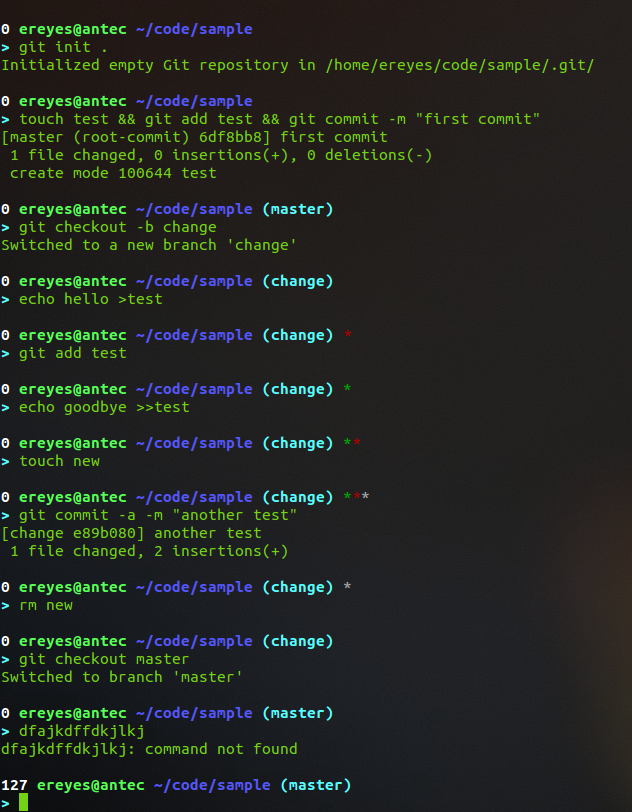 0 ereyes@antec ~/code/sample
> git init .
Initialized empty Git repository in /home/ereyes/code/sample/.git/
0 ereyes@antec ~/code/sample
> touch test && git add test && git commit -m "first commit"
[master (root-commit) 6df8bb8] first commit
 1 file changed, 0 insertions(+), 0 deletions(-)
 create mode 100644 test
0 ereyes@antec ~/code/sample (master)
> git checkout -b change
Switched to a new branch 'change'
0 ereyes@antec ~/code/sample (change)
> echo hello >test
0 ereyes@antec ~/code/sample (change) *
> git add test
0 ereyes@antec ~/code/sample (change) *
> echo goodbye >>test
0 ereyes@antec ~/code/sample (change) **
> touch new
0 ereyes@antec ~/code/sample (change) ***
> git commit -a -m "another test"
[change e89b080] another test
 1 file changed, 2 insertions(+)
0 ereyes@antec ~/code/sample (change) *
> rm new
0 ereyes@antec ~/code/sample (change)
> git checkout master
Switched to branch 'master'
0 ereyes@antec ~/code/sample (master)
> dfajkdffdkjlkj
dfajkdffdkjlkj: command not found
127 ereyes@antec ~/code/sample (master)
>